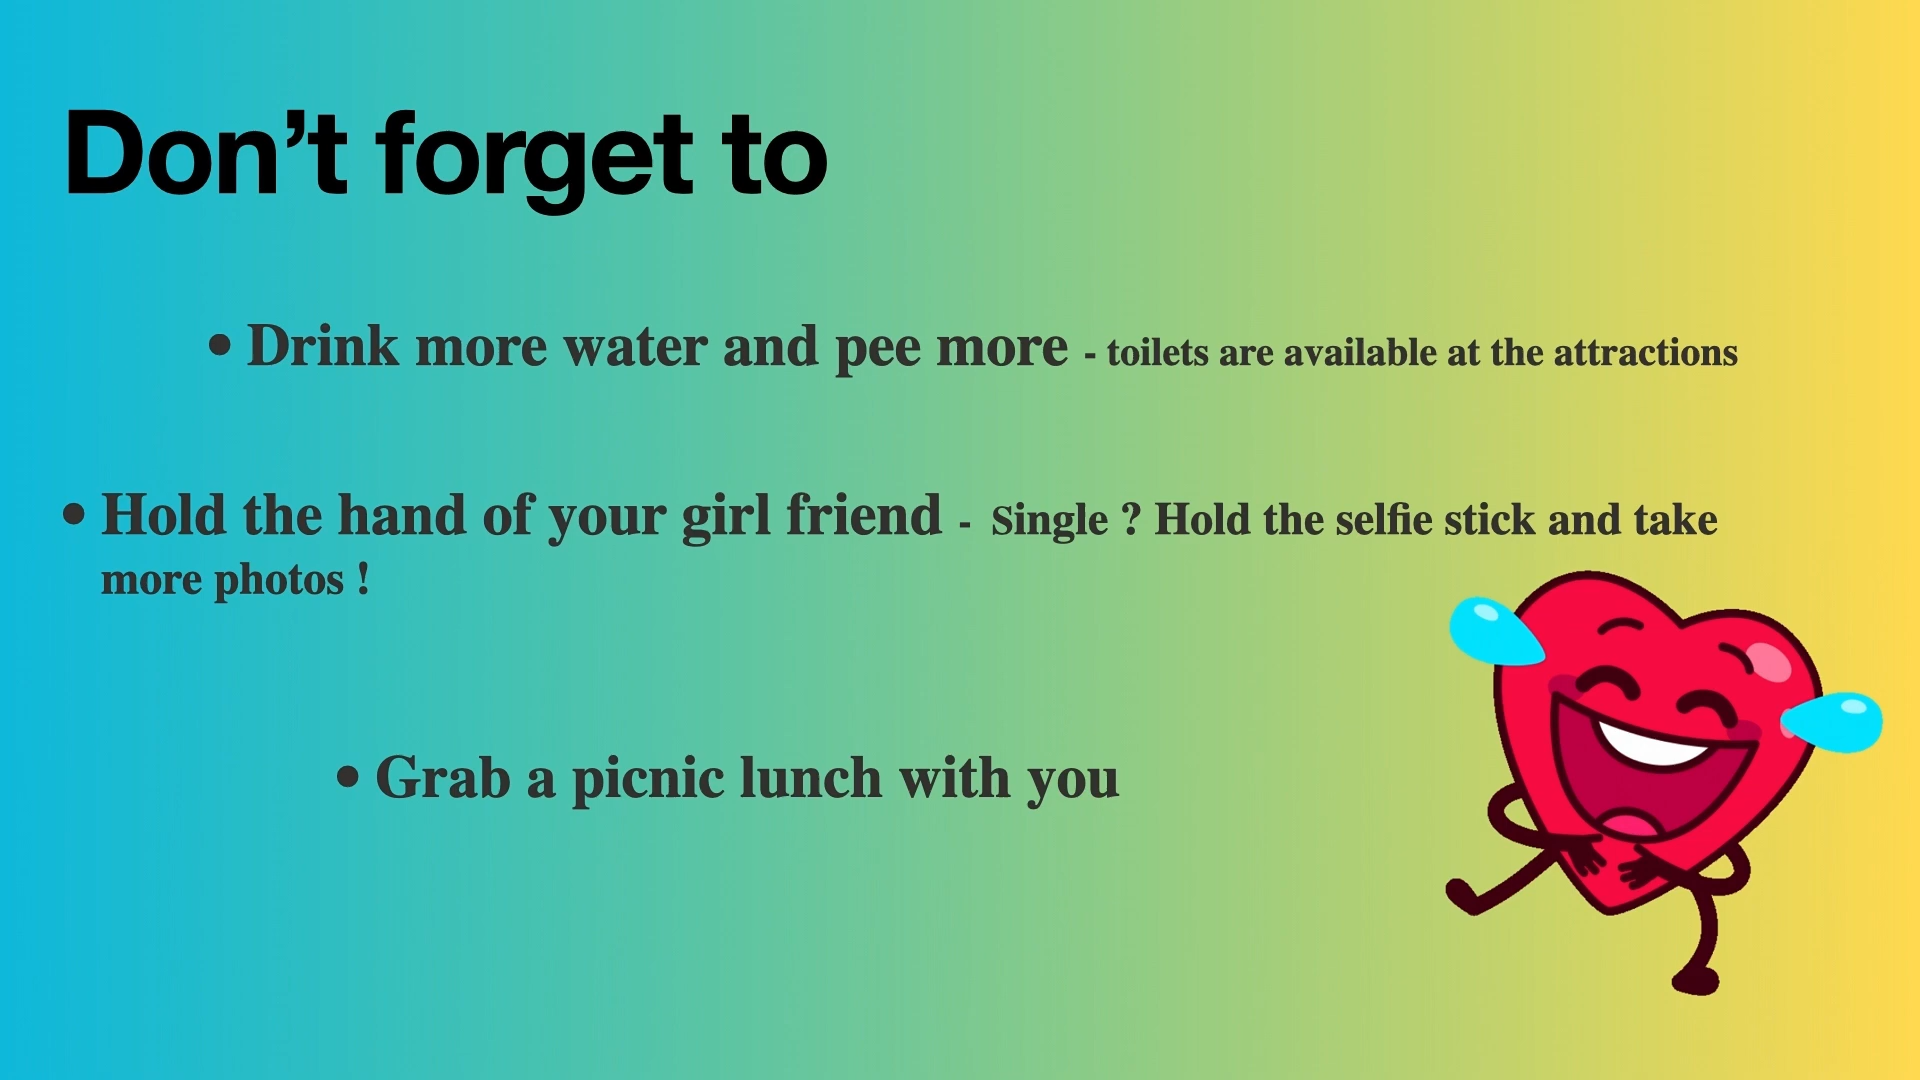 Don’t forget to
• Drink more water and pee more - toilets are available at the attractions
• Hold the hand of your girl friend - Single ? Hold the selfie stick and take
more photos !
• Grab a picnic lunch with you